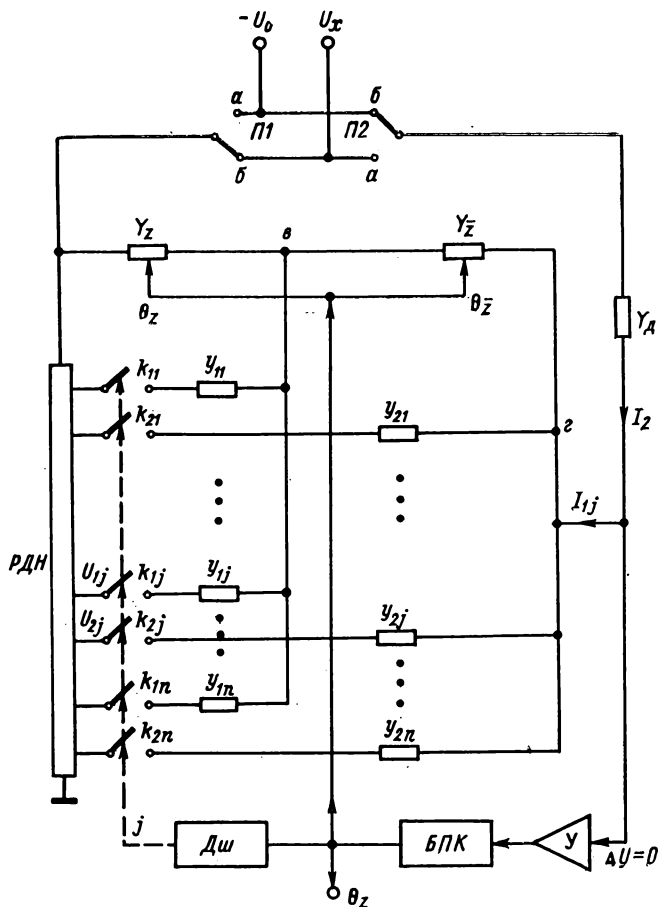 - U₀ Uₓ
а б
П1 П2
б а
Y_z в Y_z̄
θ_z θ_z̄
Y_д
k₁₁ y₁₁
k₂₁ y₂₁ г I₂
I₁ⱼ
РДН U₁ⱼ k₁ⱼ y₁ⱼ
U₂ⱼ k₂ⱼ y₂ⱼ
k₁ₙ y₁ₙ
k₂ₙ y₂ₙ
j Дш БПК У
ΔУ=0
θ_z